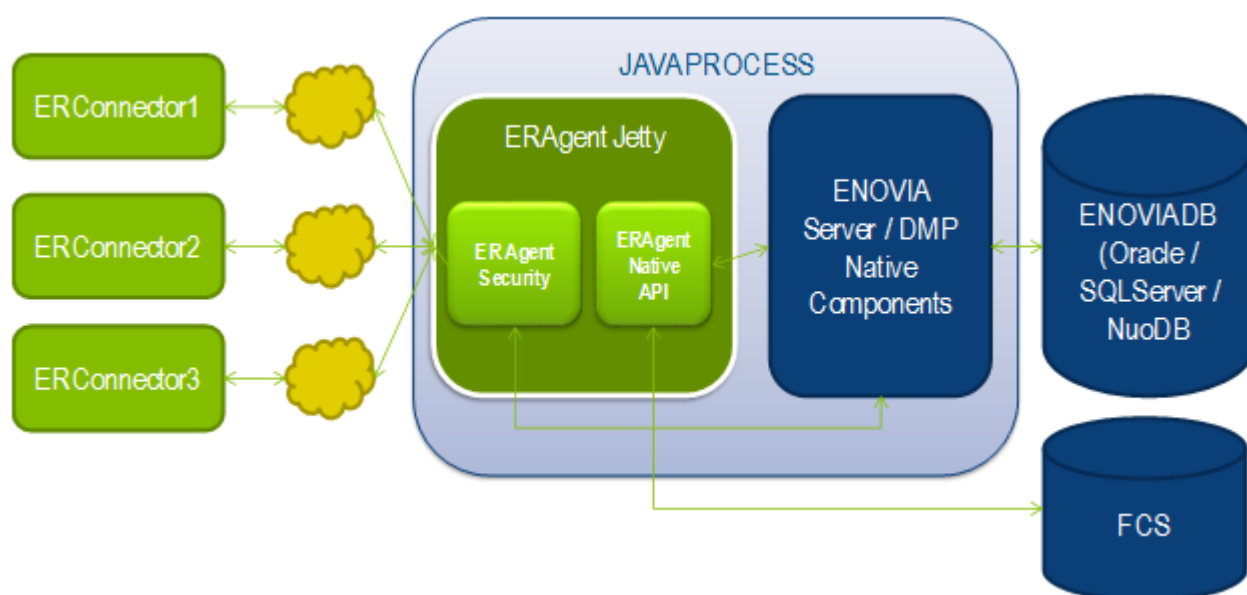 JAVAPROCESS
ERConnector1
ERConnector2
ERConnector3
ERAgent Jetty
ERAgent
Security
ERAgent
Native
API
ENOVIA
Server / DMP
Native
Components
ENOVIADB
(Oracle /
SQLServer /
NuoDB
FCS